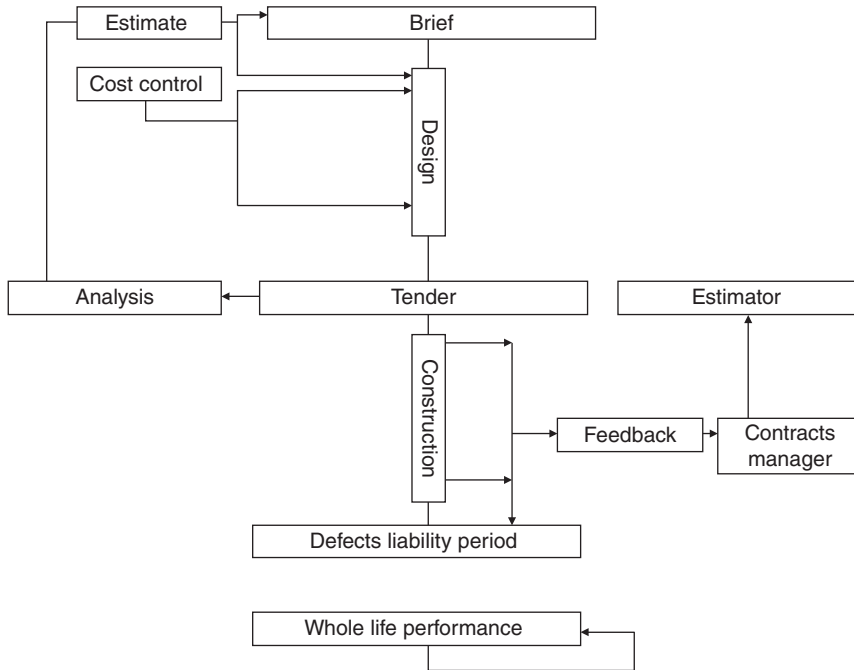 Estimate
Brief
Cost control
Design
Analysis
Tender
Estimator
Construction
Feedback
Contracts
manager
Defects liability period
Whole life performance